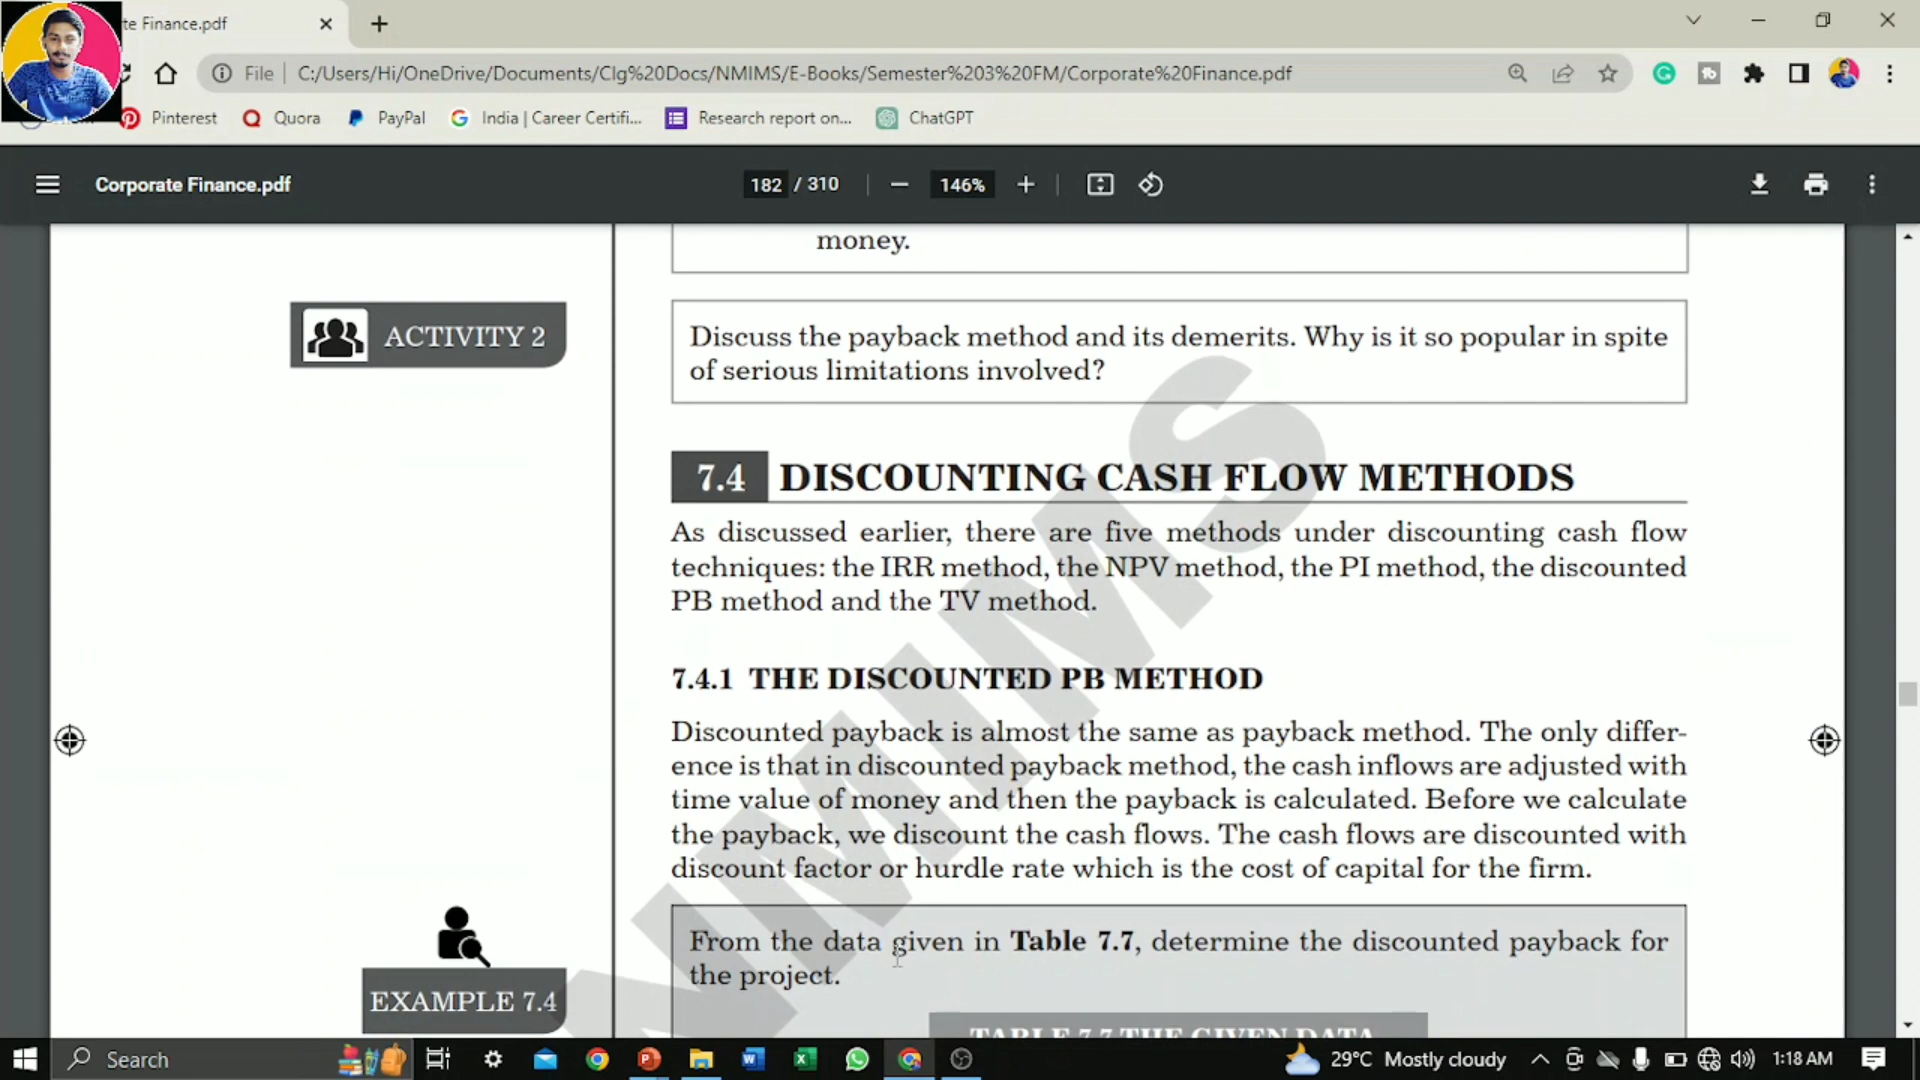 te Finance.pdf
File
C:/Users/Hi/OneDrive/Documents/Clg%20Docs/NMIMS/E-Books/Semester%203%20FM/Corporate%20Finance.pdf
Pinterest
Quora
PayPal
India | Career Certifi...
Research report on...
ChatGPT
Corporate Finance.pdf
182 / 310
146%
money.
ACTIVITY 2
Discuss the payback method and its demerits. Why is it so popular in spite
of serious limitations involved?
7.4 DISCOUNTING CASH FLOW METHODS
As discussed earlier, there are five methods under discounting cash flow
techniques: the IRR method, the NPV method, the PI method, the discounted
PB method and the TV method.
7.4.1 THE DISCOUNTED PB METHOD
Discounted payback is almost the same as payback method. The only differ-
ence is that in discounted payback method, the cash inflows are adjusted with
time value of money and then the payback is calculated. Before we calculate
the payback, we discount the cash flows. The cash flows are discounted with
discount factor or hurdle rate which is the cost of capital for the firm.
EXAMPLE 7.4
From the data given in Table 7.7, determine the discounted payback for
the project.
TABLE 7.7 THE GIVEN DATA
NMIMS
Search
29°C Mostly cloudy
1:18 AM